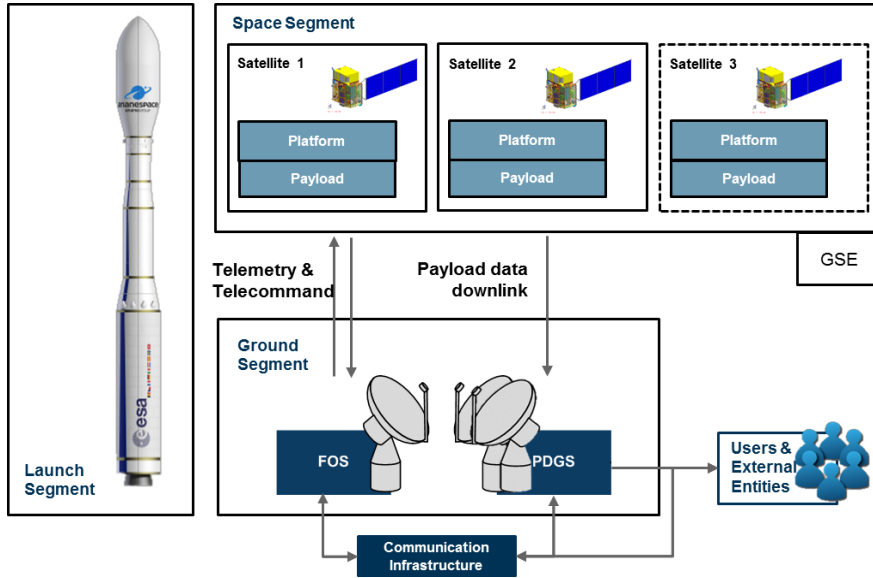 Space Segment
Satellite 1
Platform
Payload
Satellite 2
Platform
Payload
Satellite 3
Platform
Payload
GSE
Telemetry &
Telecommand
Payload data
downlink
Ground
Segment
FOS
PDGS
Users &
External
Entities
Communication
Infrastructure
arianespace
esa
Launch
Segment